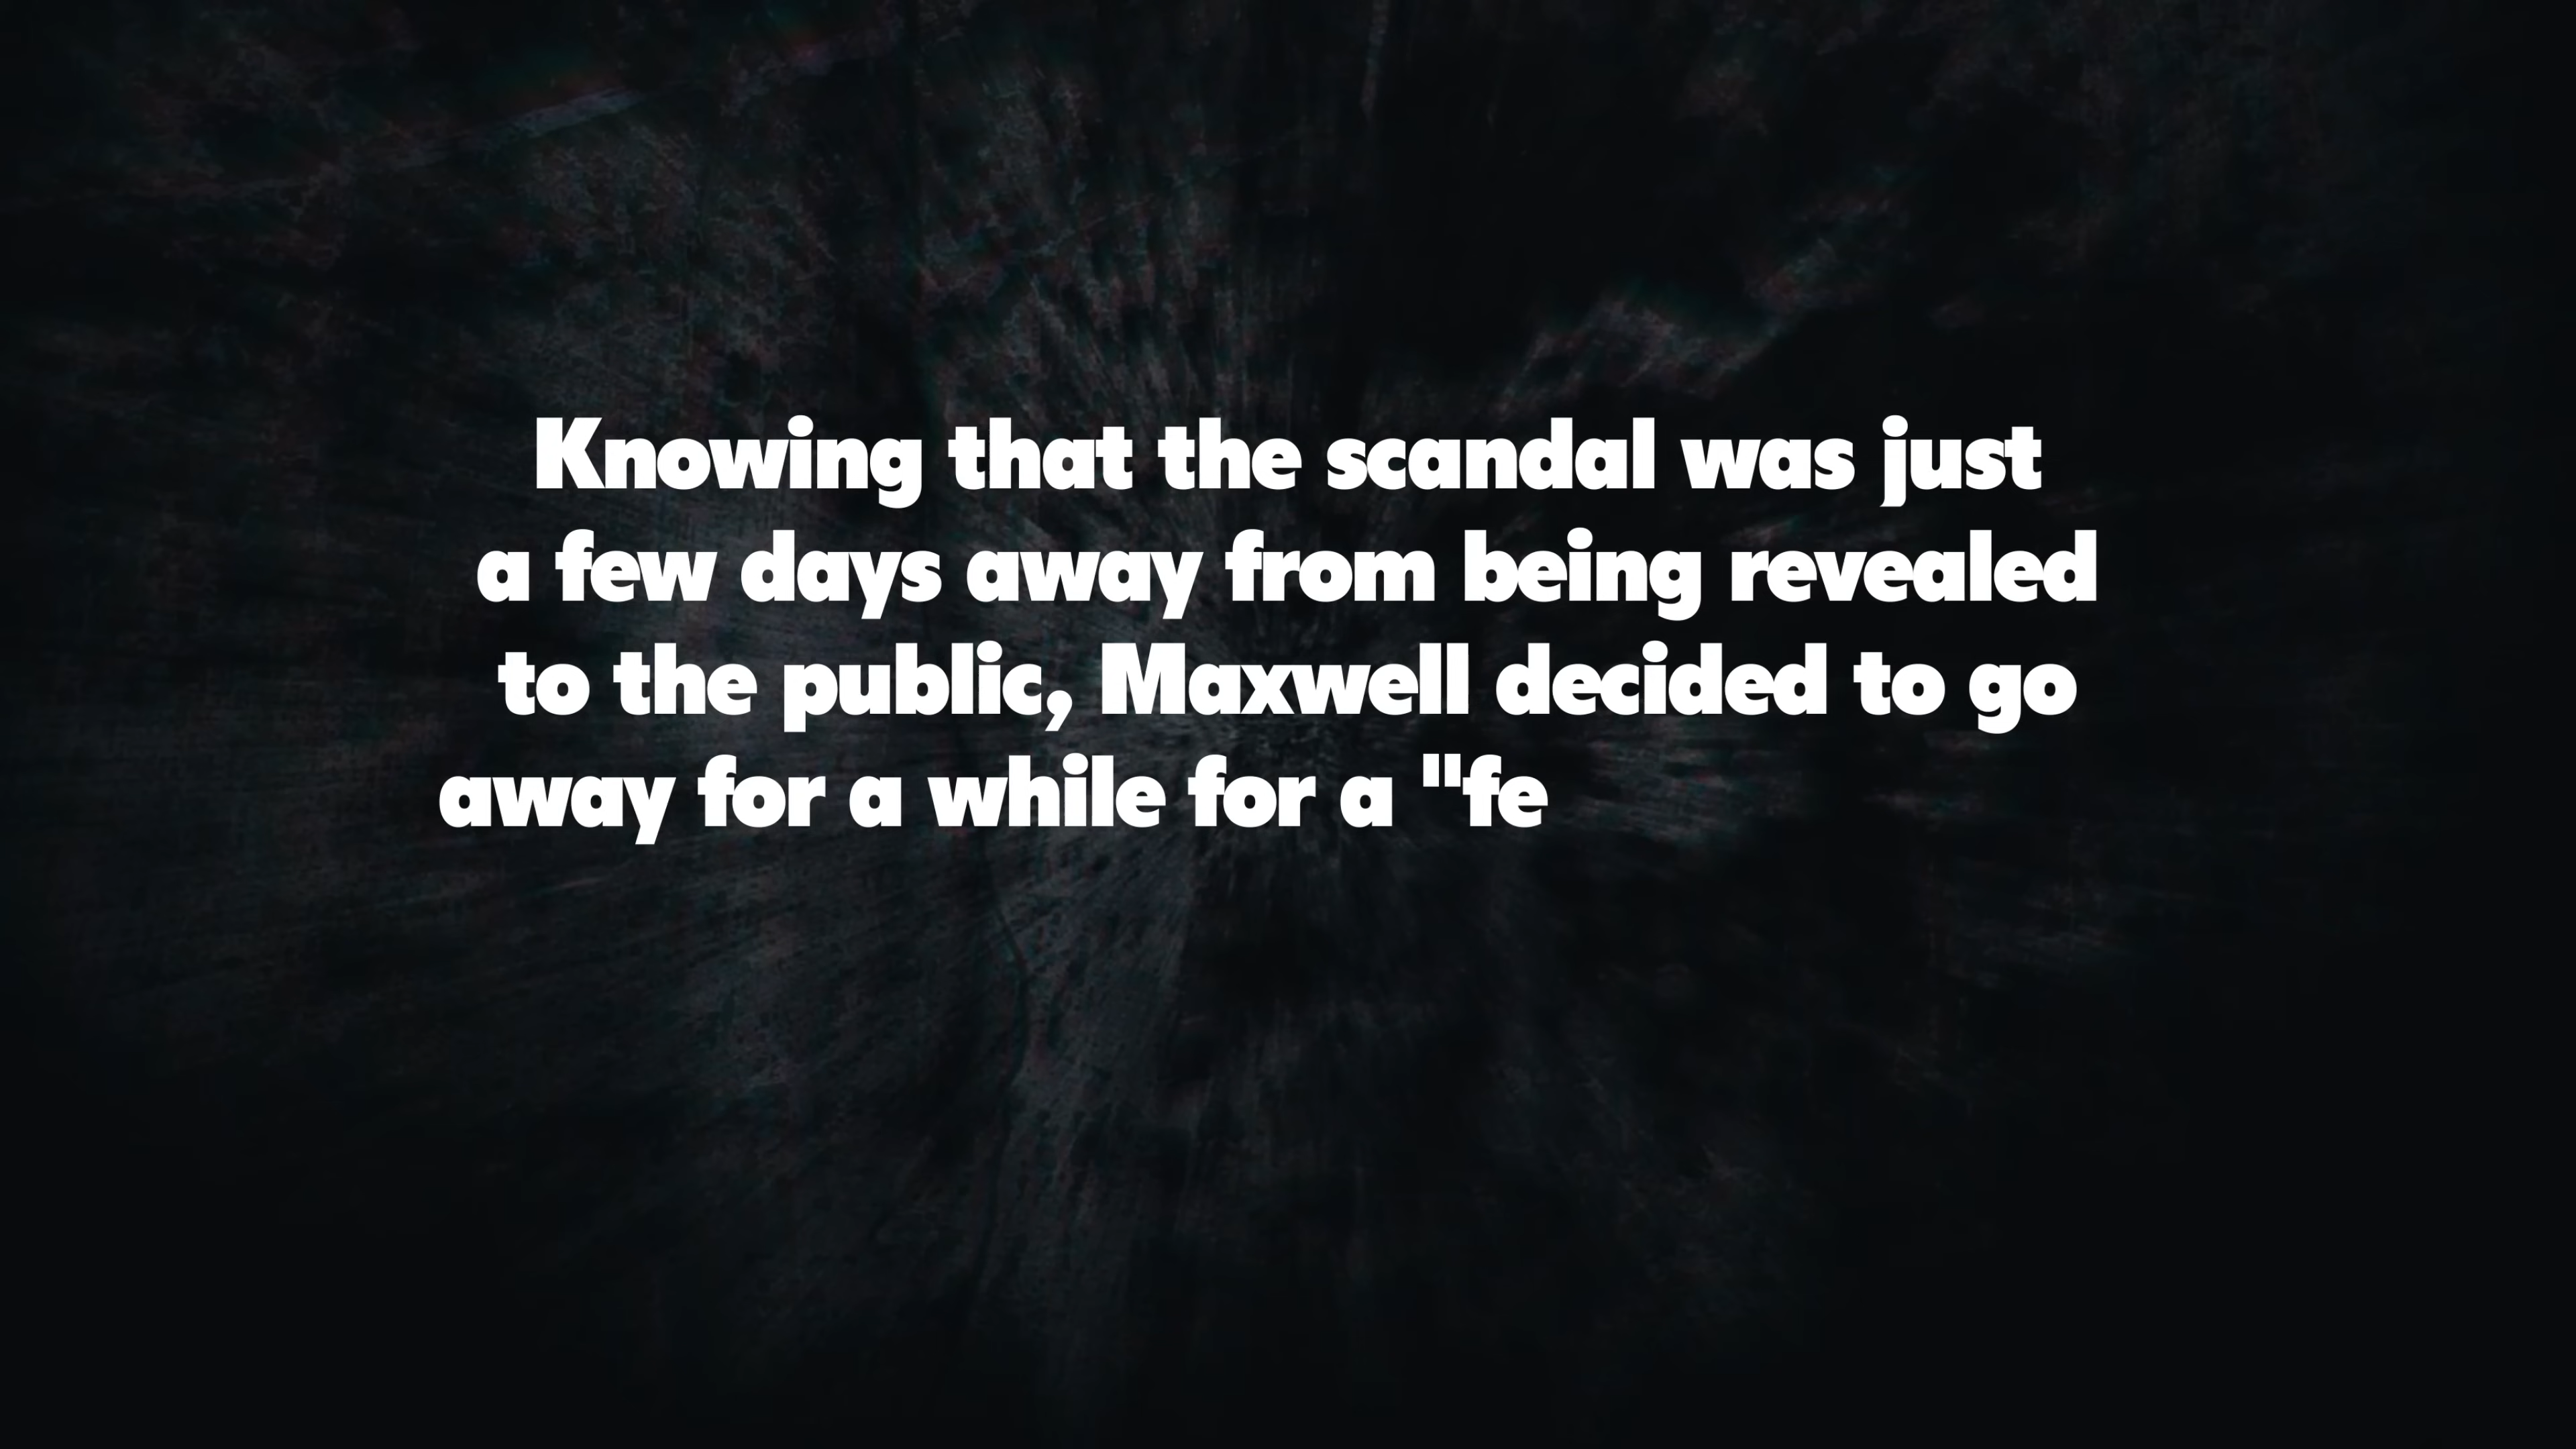 Knowing that the scandal was just
a few days away from being revealed
to the public, Maxwell decided to go
away for a while for a "fe